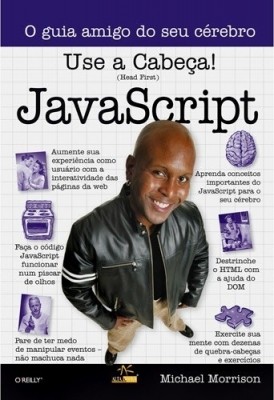 O guia amigo do seu cérebro
Use a Cabeça!
(Head First)
JavaScript
Aumente sua
experiência como
usuário com a
interatividade das
páginas da web
Aprenda conceitos
importantes do
JavaScript para o
seu cérebro
Faça o código
JavaScript
funcionar
num piscar
de olhos
Destrinche
o HTML com
a ajuda do
DOM
Pare de ter medo
de manipular eventos –
não machuca nada
Exercite sua
mente com dezenas
de quebra-cabeças
e exercícios
O'REILLY
ALTA
Michael Morrison